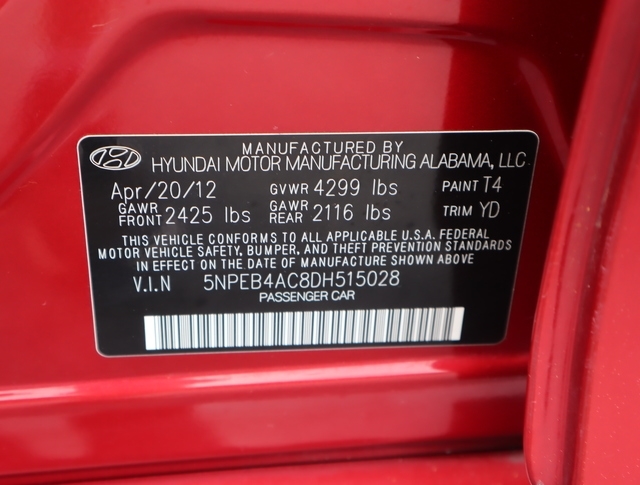 MANUFACTURED BY
HYUNDAI MOTOR MANUFACTURING ALABAMA, LLC
Apr/20/12 GVWR 4299 lbs PAINT T4
GAWR FRONT 2425 lbs GAWR REAR 2116 lbs TRIM YD
THIS VEHICLE CONFORMS TO ALL APPLICABLE U.S.A. FEDERAL
MOTOR VEHICLE SAFETY, BUMPER, AND THEFT PREVENTION STANDARDS
IN EFFECT ON THE DATE OF MANUFACTURE SHOWN ABOVE
V.I.N 5NPEB4AC8DH515028
PASSENGER CAR